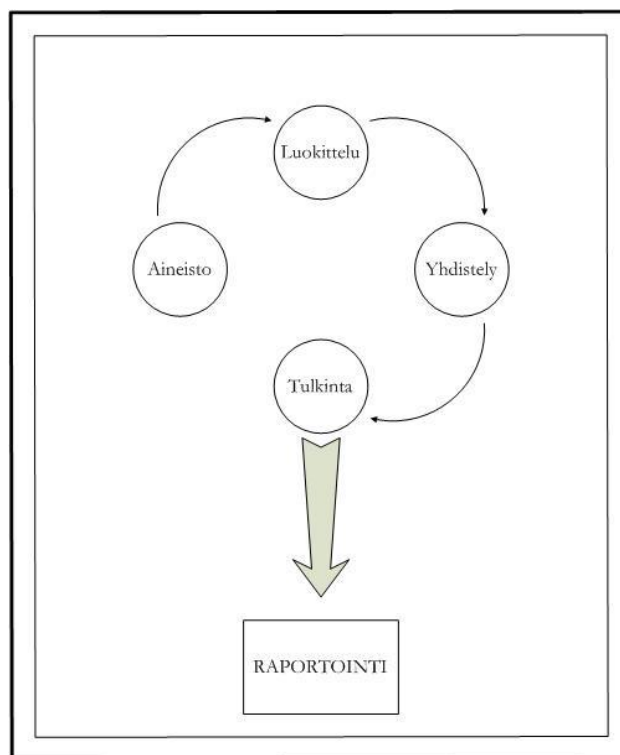 Luokittelu
Aineisto
Yhdistely
Tulkinta
RAPORTOINTI